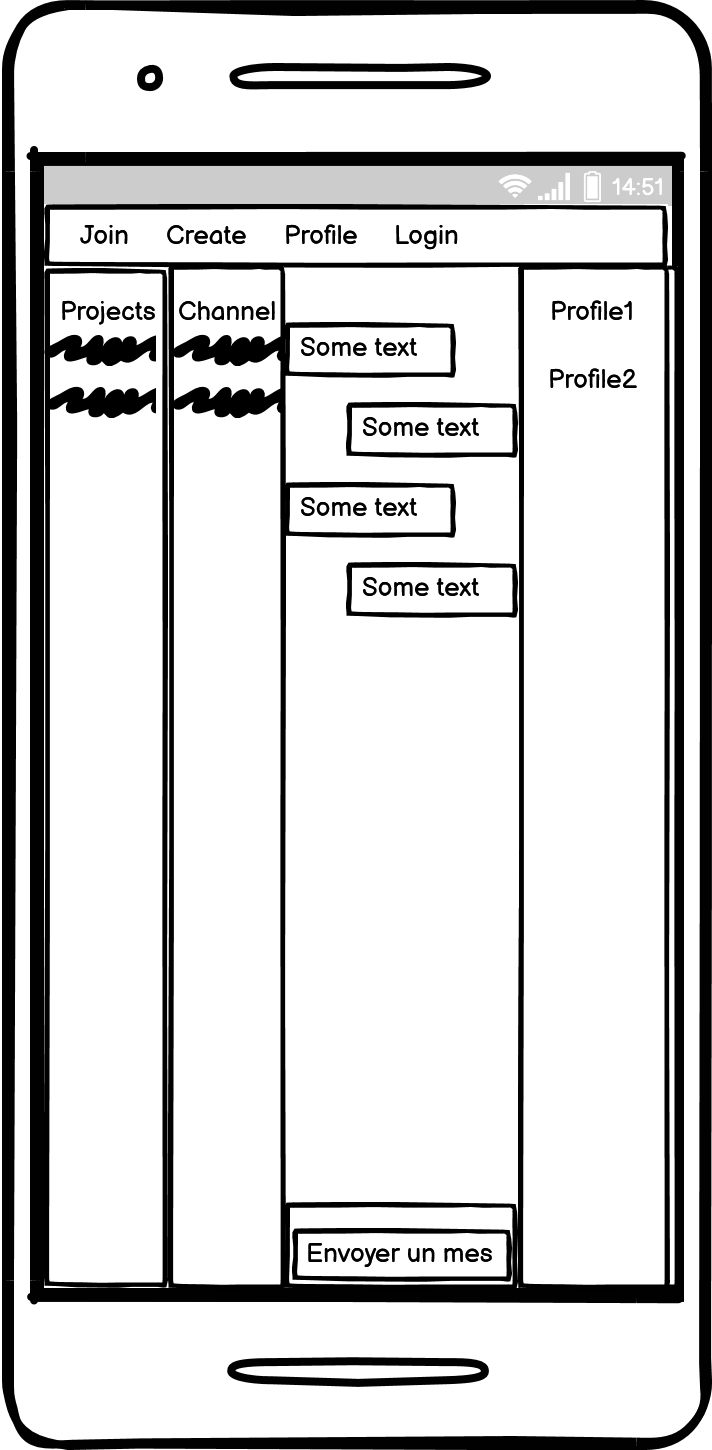 14:51
Join Create Profile Login
Projects
Channel
Some text
Some text
Some text
Some text
Envoyer un mes
Profile1
Profile2